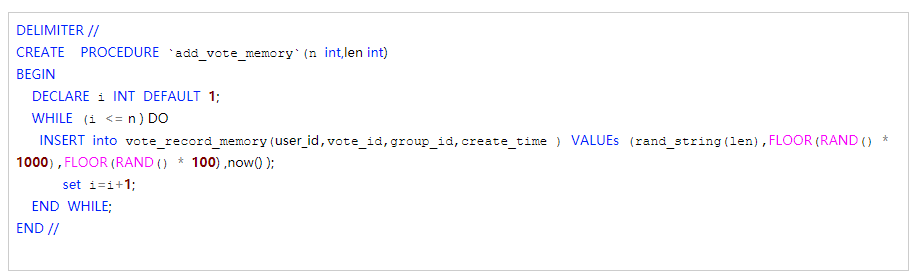 DELIMITER //
CREATE PROCEDURE `add_vote_memory`(n int,len int)
BEGIN
DECLARE i INT DEFAULT 1;
WHILE (i <= n ) DO
INSERT into vote_record_memory(user_id,vote_id,group_id,create_time ) VALUEs (rand_string(len),FLOOR(RAND() *
1000),FLOOR(RAND() * 100),now() );
set i=i+1;
END WHILE;
END //